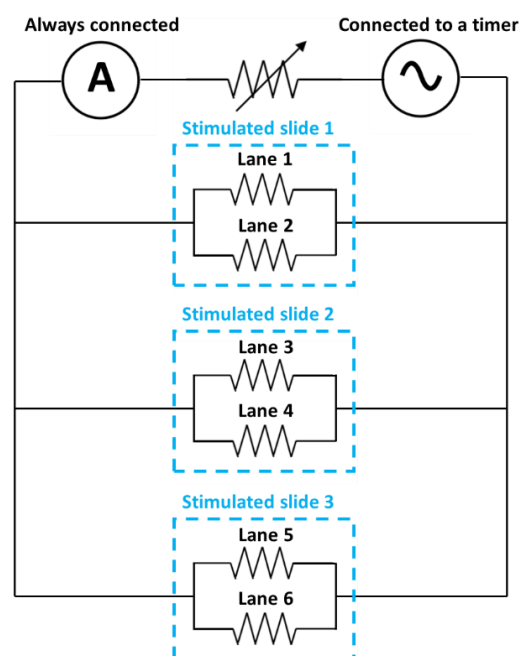 Always connected
Connected to a timer
A
Stimulated slide 1
Lane 1
Lane 2
Stimulated slide 2
Lane 3
Lane 4
Stimulated slide 3
Lane 5
Lane 6